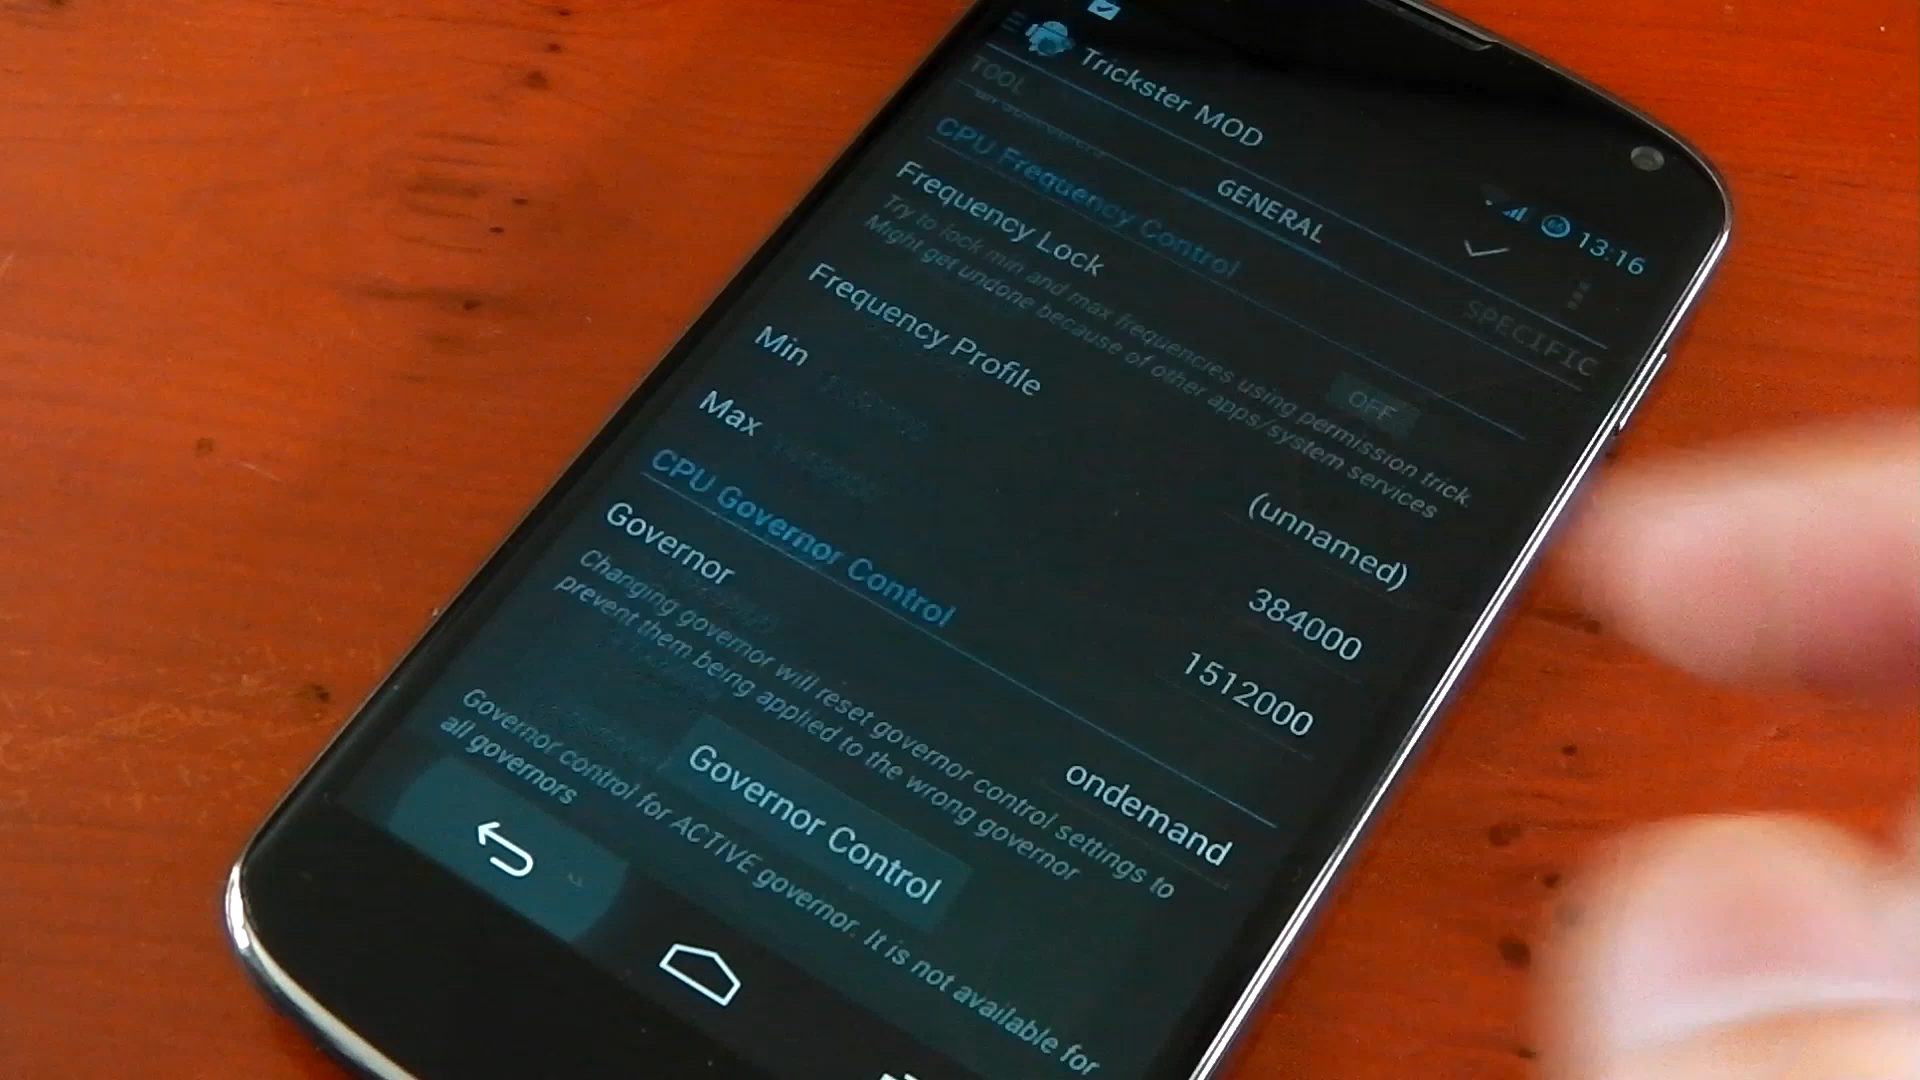 13:16
Trickster MOD
TOOL
GENERAL
SPECIFIC
CPU Frequency Control
Frequency Lock
OFF
Try to lock min and max frequencies using permission trick.
Might get undone because of other apps/system services
Frequency Profile
(unnamed)
Min
384000
Max
1512000
CPU Governor Control
Governor
ondemand
Changing governor will reset governor control settings to
prevent them being applied to the wrong governor
Governor Control
Governor control for ACTIVE governor. It is not available for
all governors